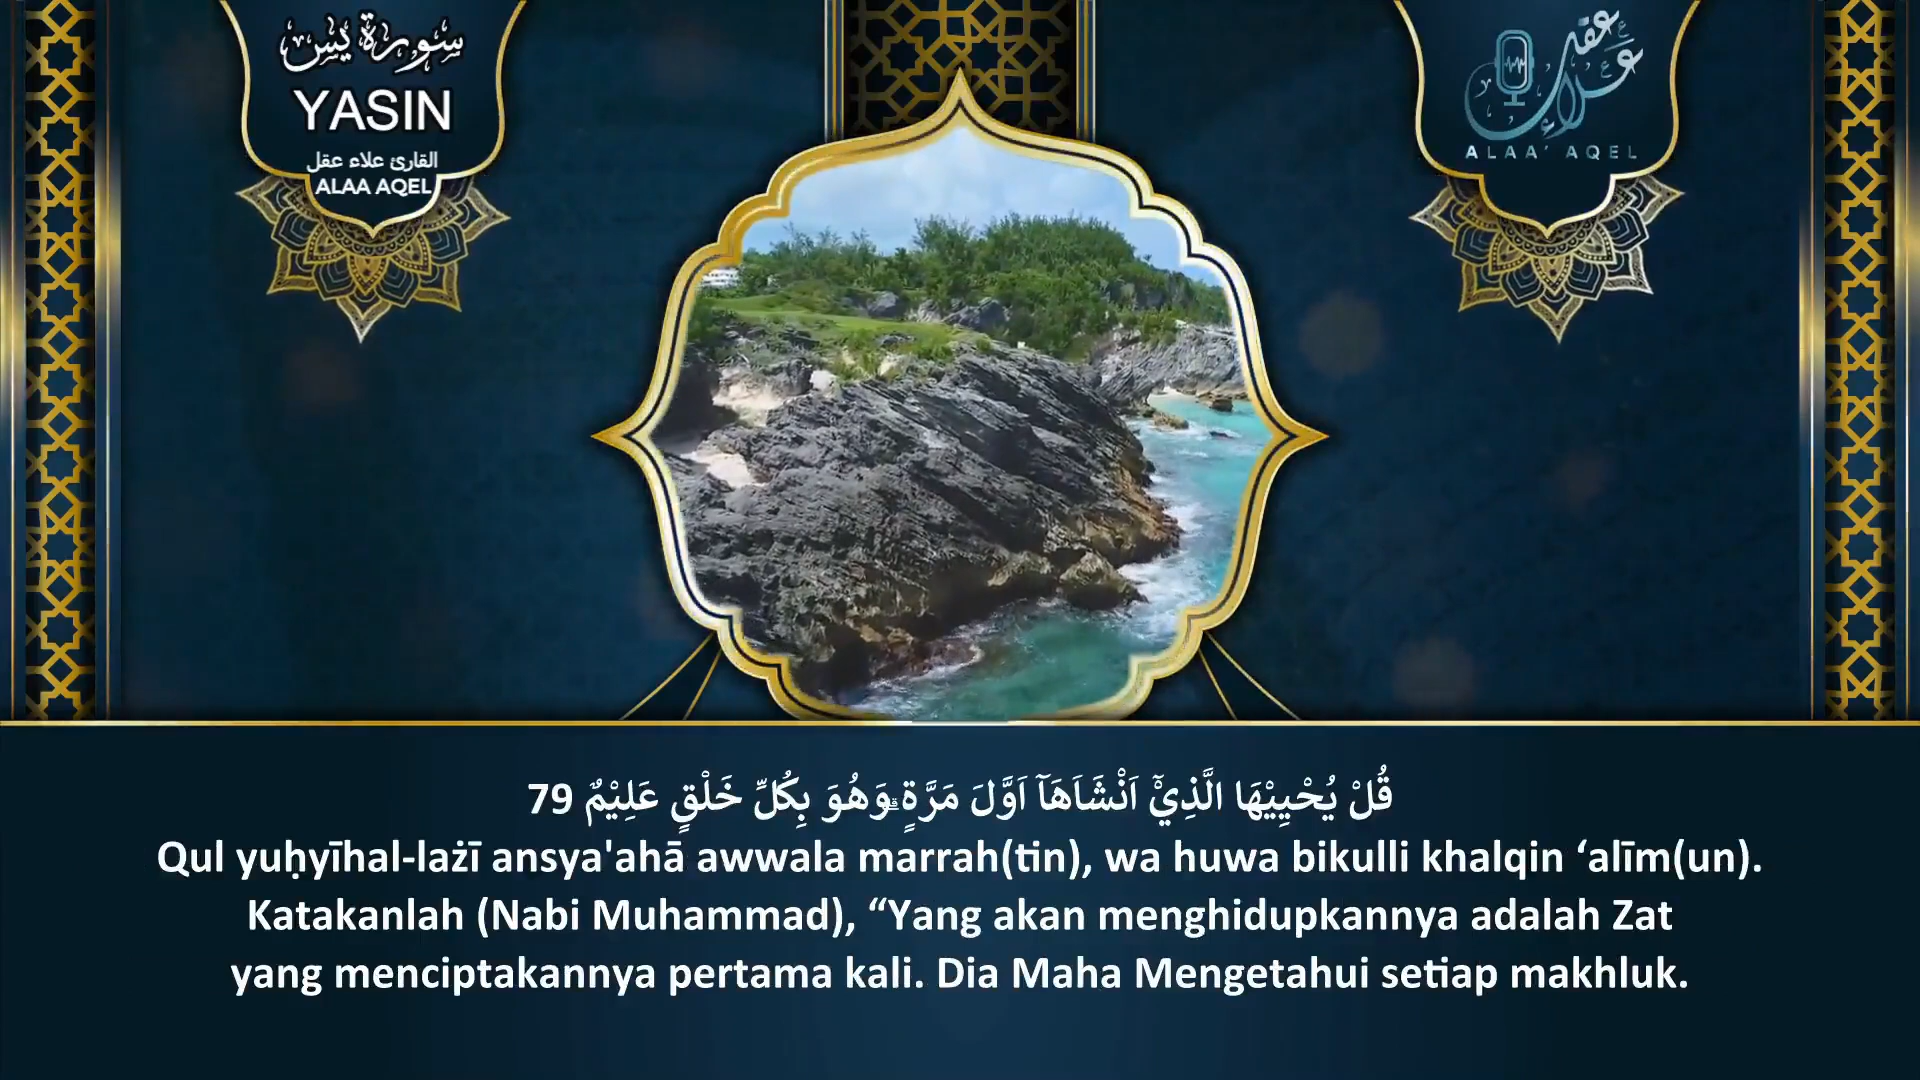 سورة يس
YASIN
القارئ علاء عقل
ALAA AQEL
علاء عقل
ALAA' AQEL
قُلْ يُحْيِيْهَا الَّذِيْٓ اَنْشَاَهَآ اَوَّلَ مَرَّةٍ ۗوَهُوَ بِكُلِّ خَلْقٍ عَلِيْمٌ 79
Qul yuḥyīhal-lażī ansya'ahā awwala marrah(tin), wa huwa bikulli khalqin ‘alīm(un).
Katakanlah (Nabi Muhammad), “Yang akan menghidupkannya adalah Zat
yang menciptakannya pertama kali. Dia Maha Mengetahui setiap makhluk.